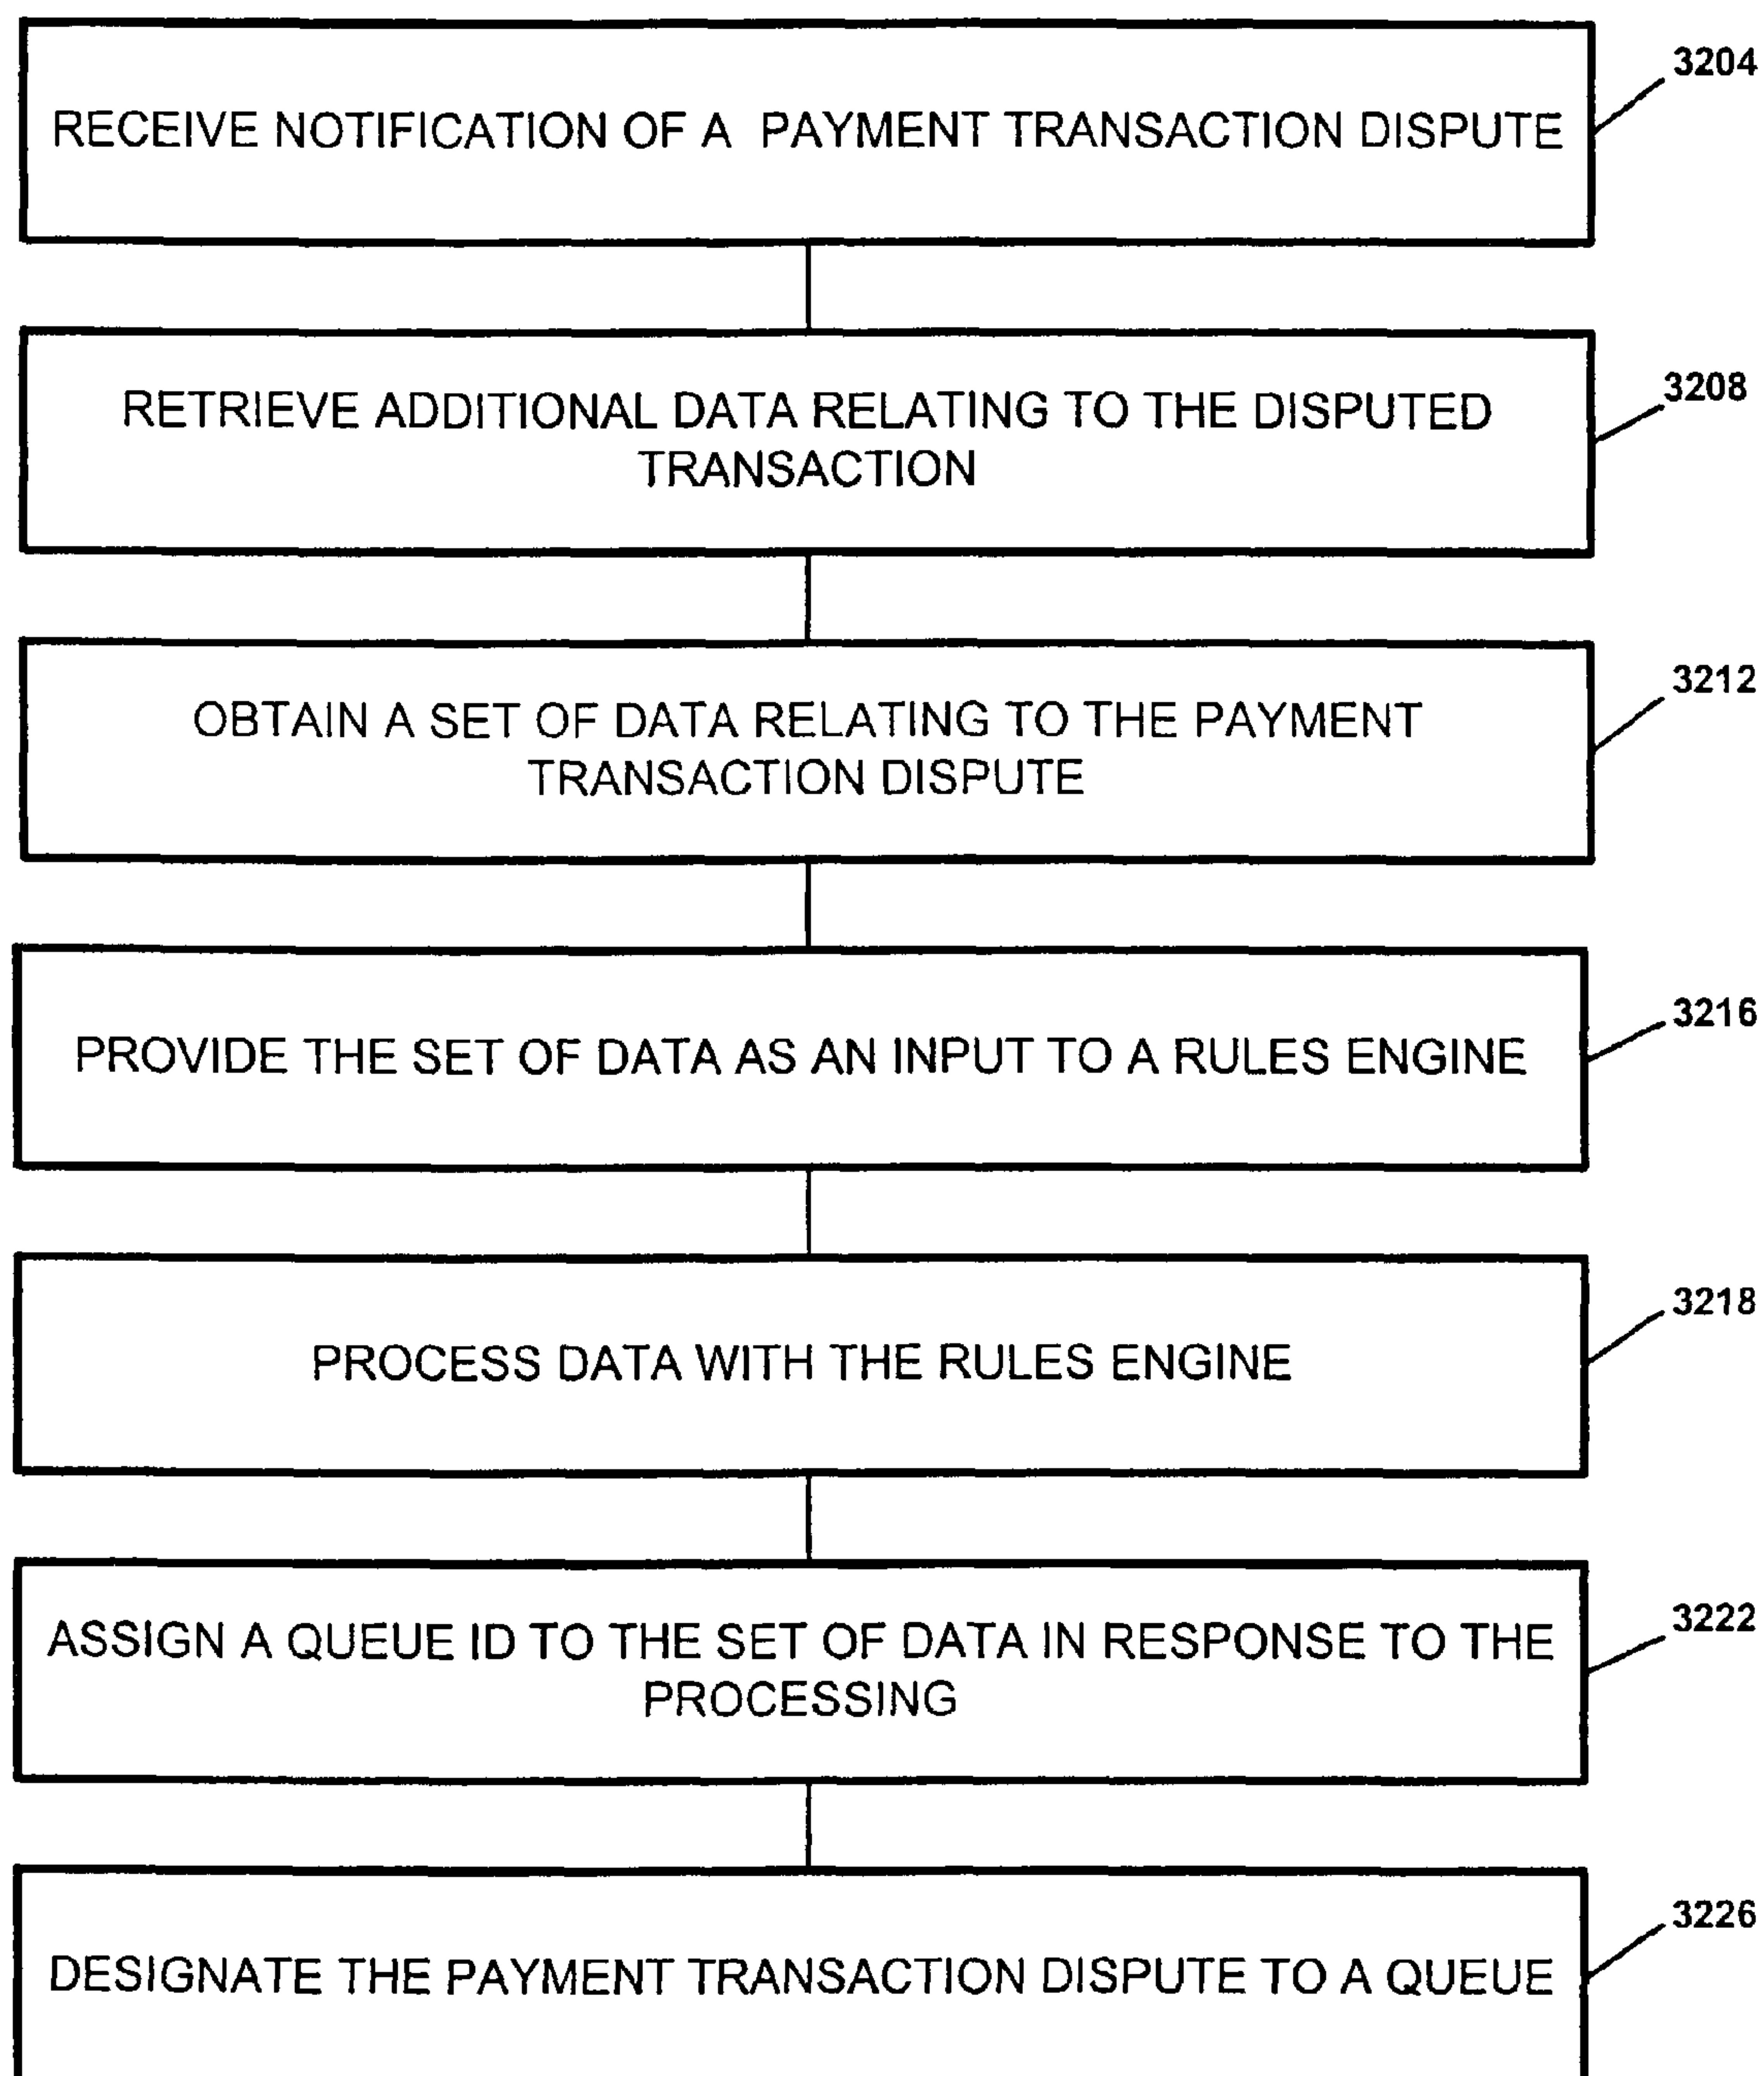 3204
RECEIVE NOTIFICATION OF A PAYMENT TRANSACTION DISPUTE
3208
RETRIEVE ADDITIONAL DATA RELATING TO THE DISPUTED
TRANSACTION
3212
OBTAIN A SET OF DATA RELATING TO THE PAYMENT
TRANSACTION DISPUTE
3216
PROVIDE THE SET OF DATA AS AN INPUT TO A RULES ENGINE
3218
PROCESS DATA WITH THE RULES ENGINE
3222
ASSIGN A QUEUE ID TO THE SET OF DATA IN RESPONSE TO THE
PROCESSING
3226
DESIGNATE THE PAYMENT TRANSACTION DISPUTE TO A QUEUE